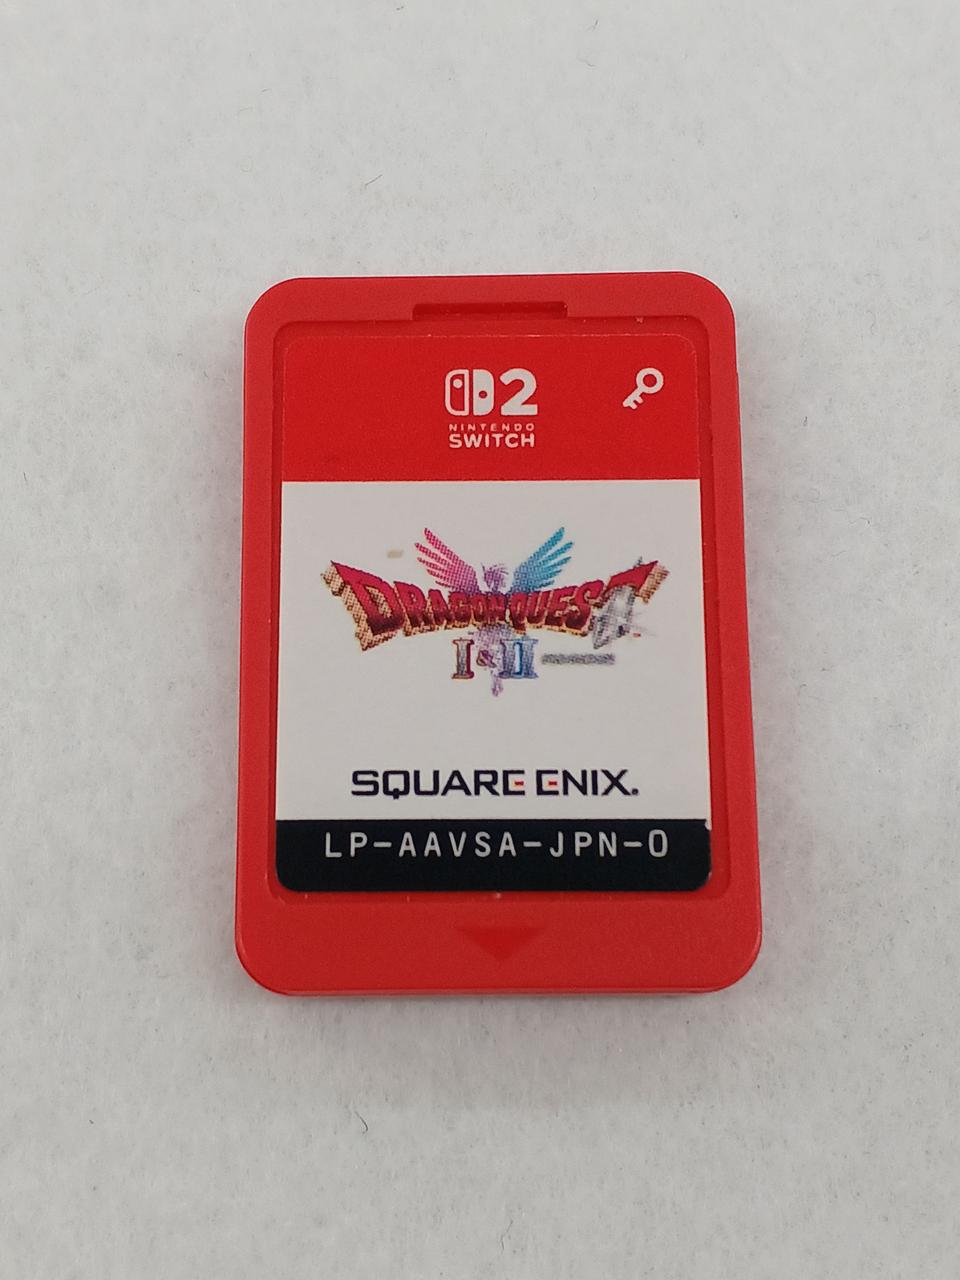 2
NINTENDO
SWITCH
DRAGON QUEST
I & II
SQUARE ENIX.
LP-AAVSA-JPN-0